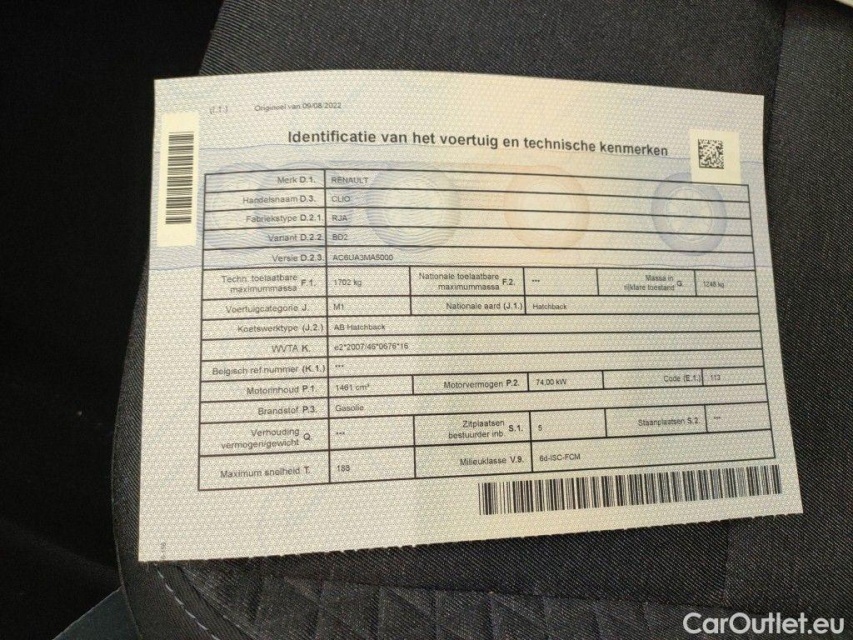 (I.T.) Origineel van 09/08/2022
Identificatie van het voertuig en technische kenmerken
Merk D.1. RENAULT
Handelsnaam D.3. CLIO
Fabriekstype D.2.1. RJA
Variant D.2.2. BD2
Versie D.2.3. AC6UA3MA5000
Techn. toelaatbare maximummassa F.1. 1702 kg Nationale toelaatbare maximummassa F.2. --- Massa in rijklare toestand G. 1248 kg
Voertuigcategorie J. M1 Nationale aard (J.1.) Hatchback
Koetswerktype (J.2.) AB Hatchback
WVTA K. e2*2007/46*0676*16
Belgisch ref.nummer (K.1.) ---
Motorinhoud P.1. 1461 cm³ Motorvermogen P.2. 74,00 kW Code (E.1.) 113
Brandstof P.3. Gasolie
Verhouding vermogen/gewicht Q. --- Zitplaatsen bestuurder inb. S.1. 5 Staanplaatsen S.2. ---
Maximum snelheid T. 188 Milieuklasse V.9. 6d-ISC-FCM
CarOutlet.eu